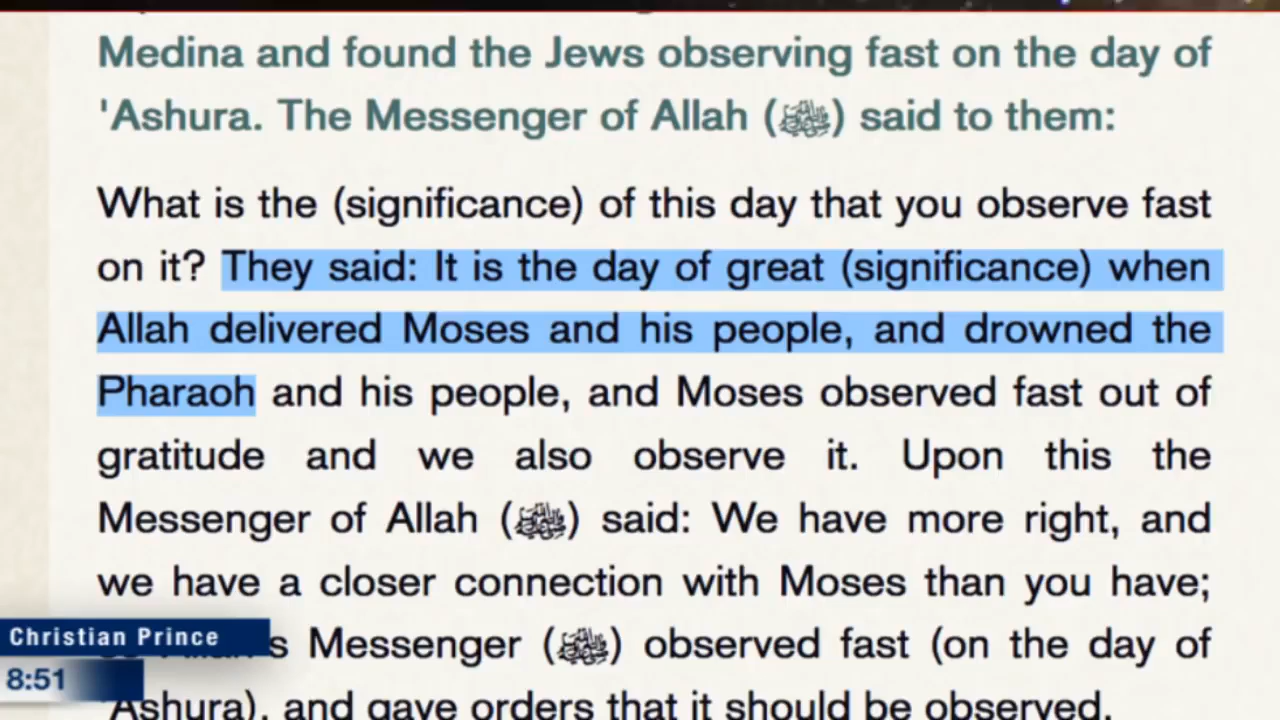 Medina and found the Jews observing fast on the day of
'Ashura. The Messenger of Allah (ﷺ) said to them:
What is the (significance) of this day that you observe fast
on it? They said: It is the day of great (significance) when
Allah delivered Moses and his people, and drowned the
Pharaoh and his people, and Moses observed fast out of
gratitude and we also observe it. Upon this the
Messenger of Allah (ﷺ) said: We have more right, and
we have a closer connection with Moses than you have;
s Messenger (ﷺ) observed fast (on the day of
Christian Prince
8:51
Ashura), and gave orders that it should be observed.